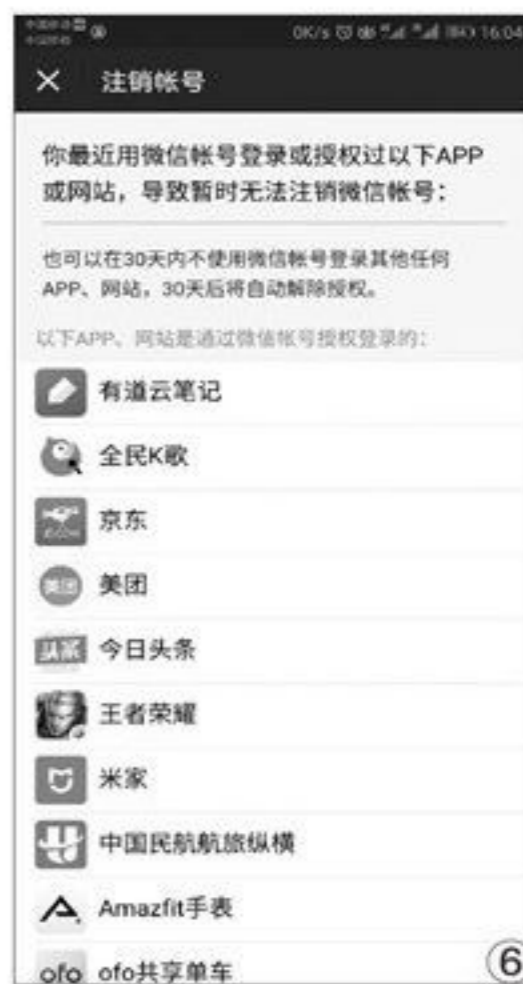 0K/s 16:04
注销帐号
你最近用微信帐号登录或授权过以下APP
或网站，导致暂时无法注销微信帐号：
也可以在30天内不使用微信帐号登录其他任何
APP、网站，30天后将自动解除授权。
以下APP、网站是通过微信帐号授权登录的：
有道云笔记
全民K歌
京东
美团
美团
头条
今日头条
王者荣耀
米家
中国民航航旅纵横
Amazfit手表
ofo
ofo共享单车
⑥